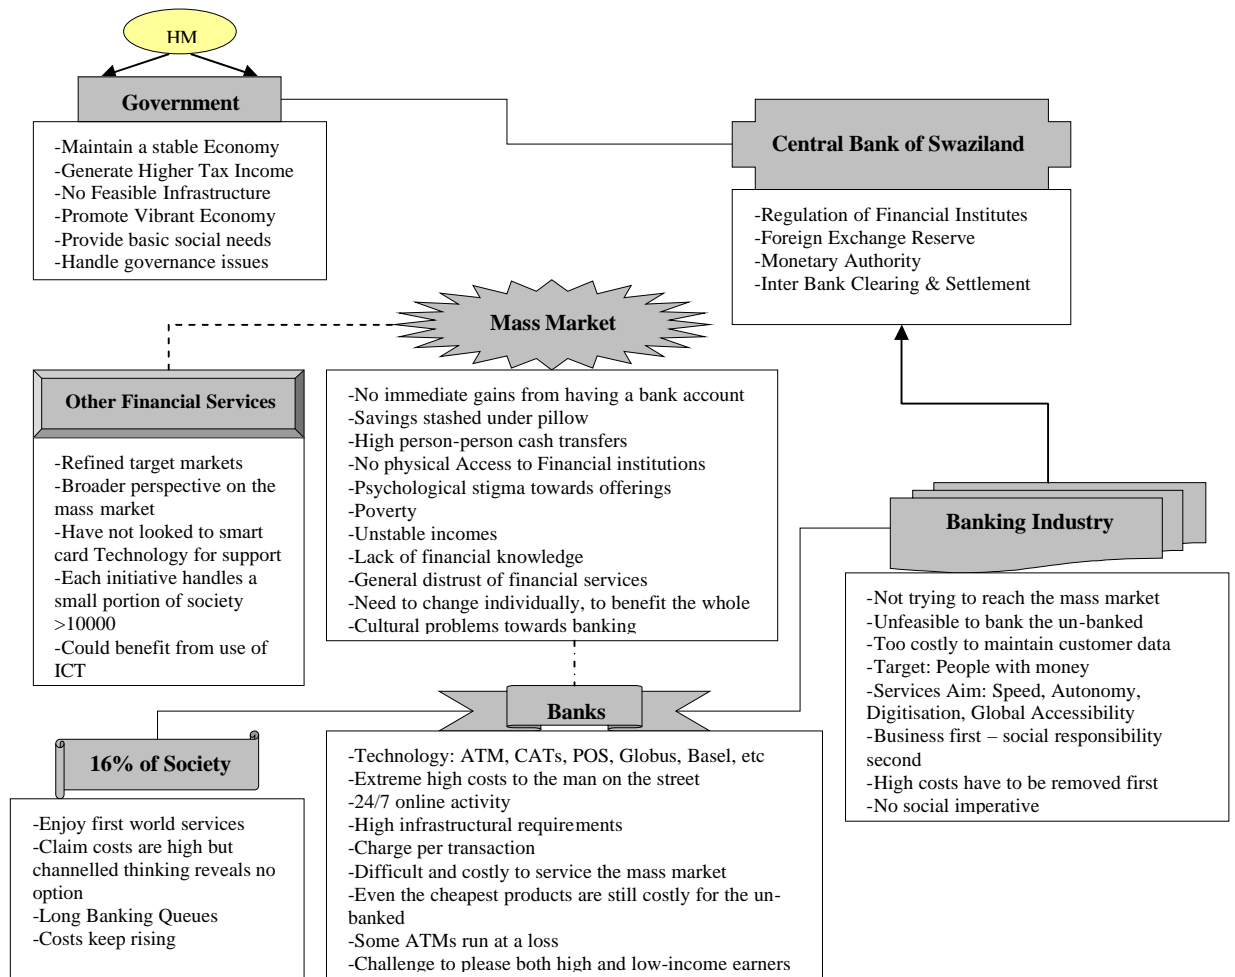 HM
Government
-Maintain a stable Economy
-Generate Higher Tax Income
-No Feasible Infrastructure
-Promote Vibrant Economy
-Provide basic social needs
-Handle governance issues
Central Bank of Swaziland
-Regulation of Financial Institutes
-Foreign Exchange Reserve
-Monetary Authority
-Inter Bank Clearing & Settlement
Mass Market
-No immediate gains from having a bank account
-Savings stashed under pillow
-High person-person cash transfers
-No physical Access to Financial institutions
-Psychological stigma towards offerings
-Poverty
-Unstable incomes
-Lack of financial knowledge
-General distrust of financial services
-Need to change individually, to benefit the whole
-Cultural problems towards banking
Other Financial Services
-Refined target markets
-Broader perspective on the
mass market
-Have not looked to smart
card Technology for support
-Each initiative handles a
small portion of society
>10000
-Could benefit from use of
ICT
Banking Industry
-Not trying to reach the mass market
-Unfeasible to bank the un-banked
-Too costly to maintain customer data
-Target: People with money
-Services Aim: Speed, Autonomy,
Digitisation, Global Accessibility
-Business first – social responsibility
second
-High costs have to be removed first
-No social imperative
Banks
-Technology: ATM, CATs, POS, Globus, Basel, etc
-Extreme high costs to the man on the street
-24/7 online activity
-High infrastructural requirements
-Charge per transaction
-Difficult and costly to service the mass market
-Even the cheapest products are still costly for the un-
banked
-Some ATMs run at a loss
-Challenge to please both high and low-income earners
16% of Society
-Enjoy first world services
-Claim costs are high but
channelled thinking reveals no
option
-Long Banking Queues
-Costs keep rising